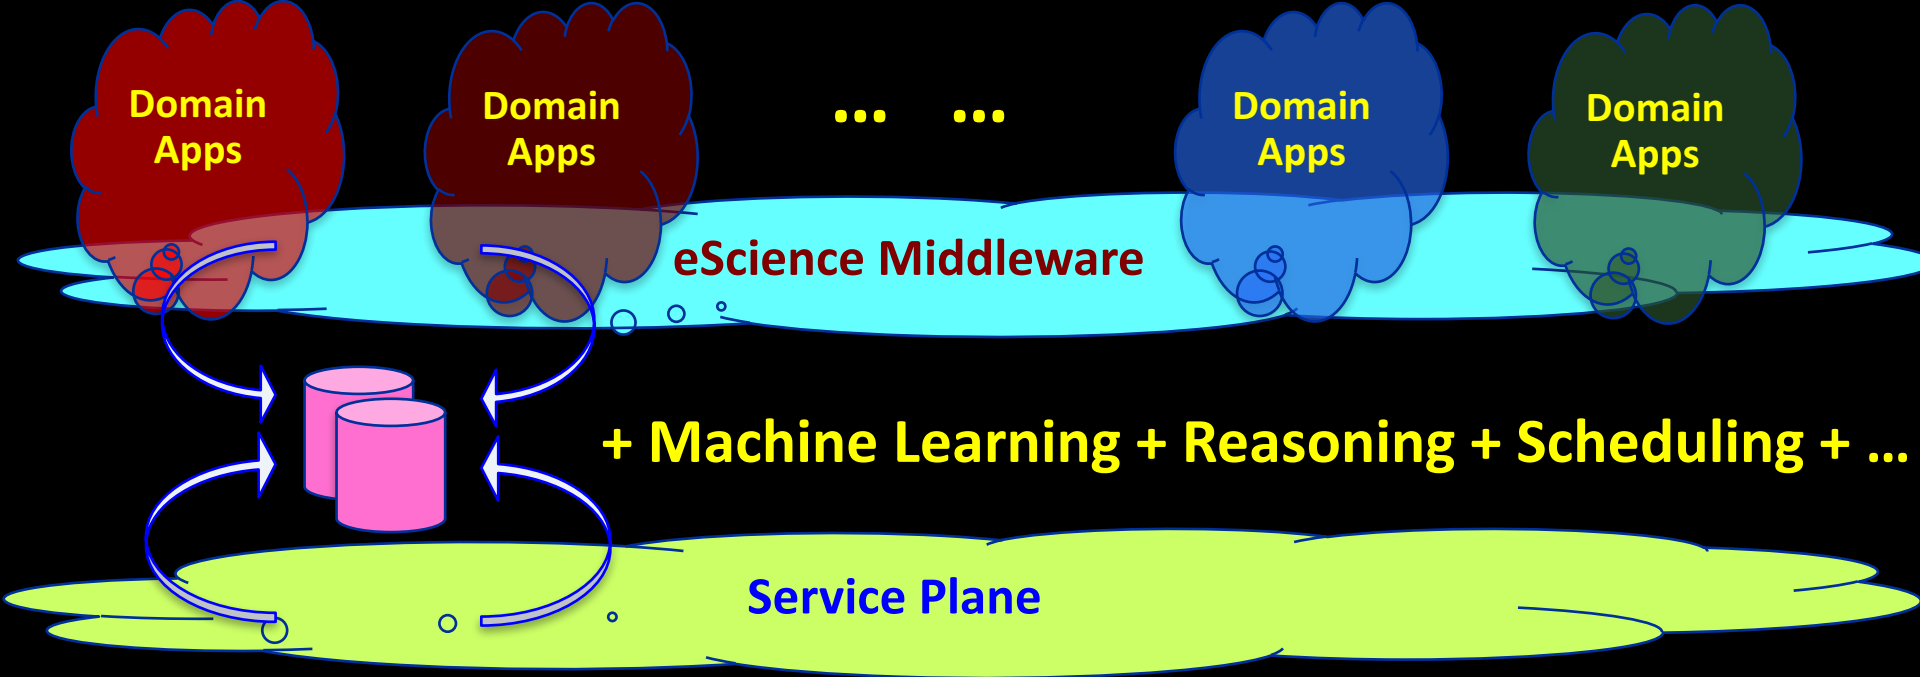 Domain
Apps
Domain
Apps
... ...
Domain
Apps
Domain
Apps
eScience Middleware
+ Machine Learning + Reasoning + Scheduling + ...
Service Plane